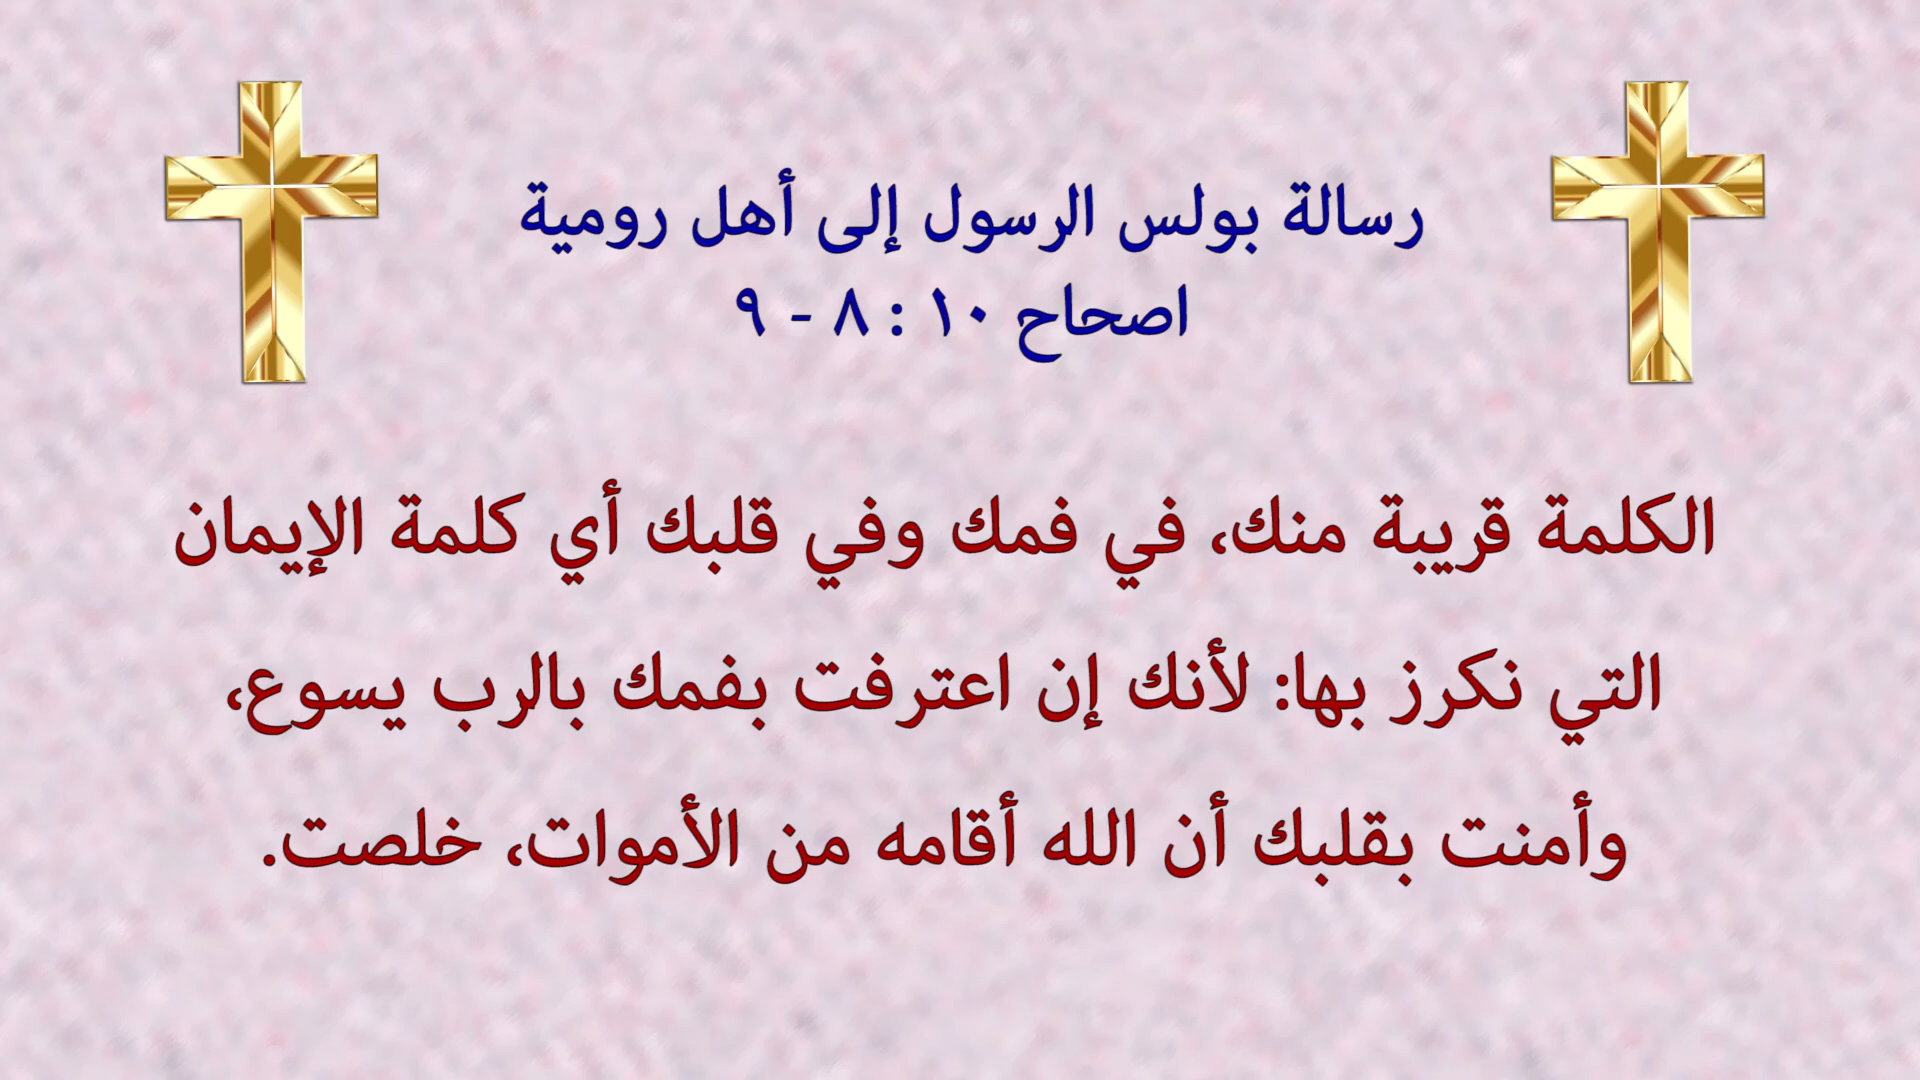 رسالة بولس الرسول إلى أهل رومية
اصحاح ١٠ : ٨ - ٩
الكلمة قريبة منك، في فمك وفي قلبك أي كلمة الإيمان
التي نكرز بها: لأنك إن اعترفت بفمك بالرب يسوع،
وأمنت بقلبك أن الله أقامه من الأموات، خلصت.